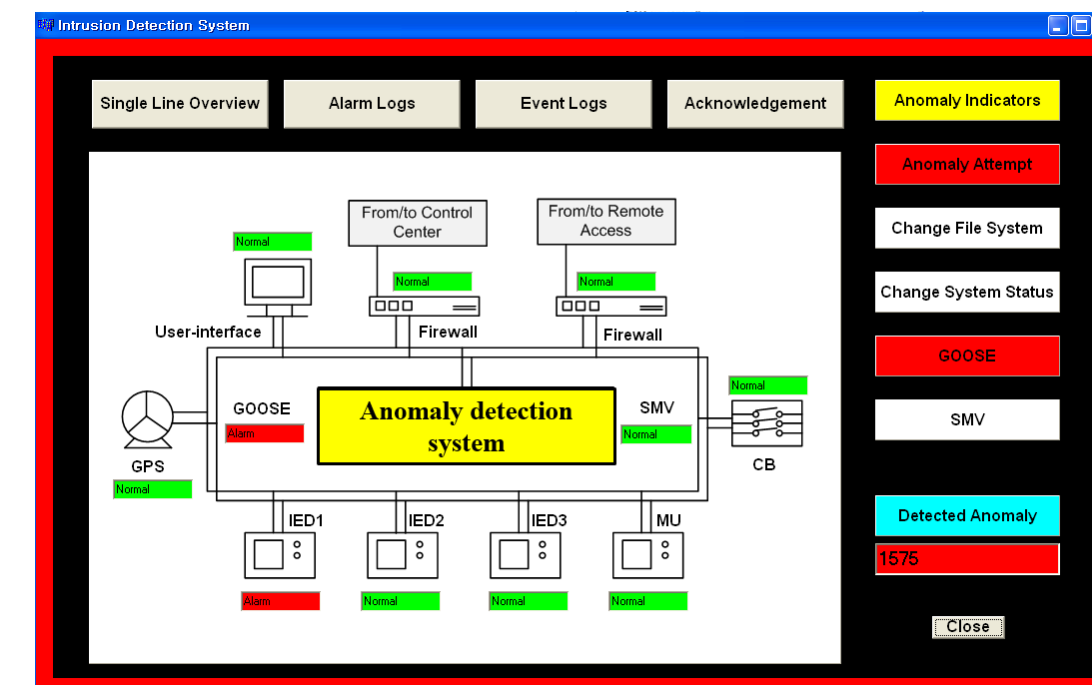 Intrusion Detection System
Single Line Overview
Alarm Logs
Event Logs
Acknowledgement
Anomaly Indicators
Anomaly Attempt
Change File System
Change System Status
GOOSE
SMV
Detected Anomaly
1575
Close
From/to Control
Center
From/to Remote
Access
Normal
Normal
Normal
User-interface
Firewall
Firewall
Normal
GOOSE
Alarm
Anomaly detection
system
SMV
Normal
CB
GPS
Normal
IED1
IED2
IED3
MU
Alarm
Normal
Normal
Normal